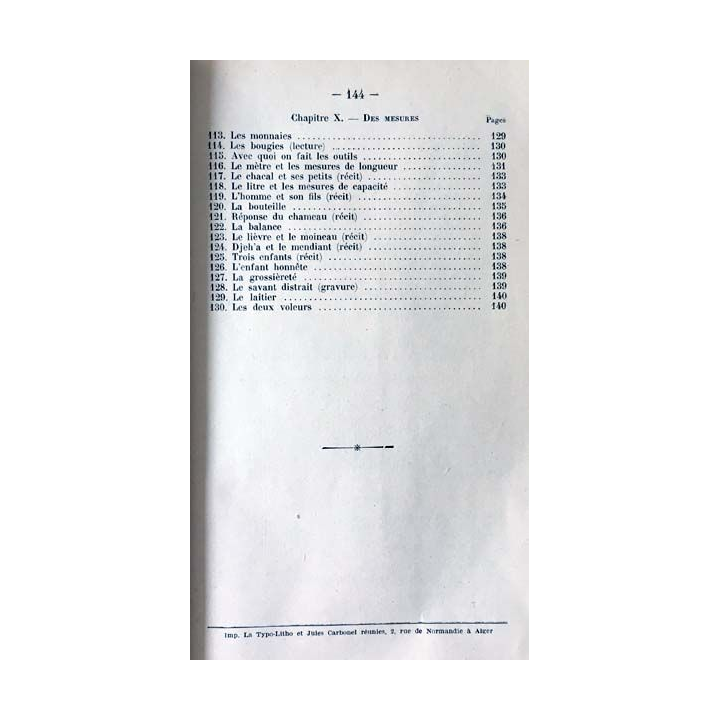 — 144 —
Chapitre X. — DES MESURES Pages
113. Les monnaies 129
114. Les bougies (lecture) 130
115. Avec quoi on fait les outils 130
116. Le mètre et les mesures de longueur 131
117. Le chacal et ses petits (récit) 133
118. Le litre et les mesures de capacité 133
119. L'homme et son fils (récit) 134
120. La bouteille 135
121. Réponse du chameau (récit) 136
122. La balance 136
123. Le lièvre et le moineau (récit) 138
124. Djeh'a et le mendiant (récit) 138
125. Trois enfants (récit) 138
126. L'enfant honnête 138
127. La grossièreté 139
128. Le savant distrait (gravure) 139
129. Le laitier 140
130. Les deux voleurs 140
Imp. La Typo-Litho et Jules Carbonel réunies, 2, rue de Normandie à Alger